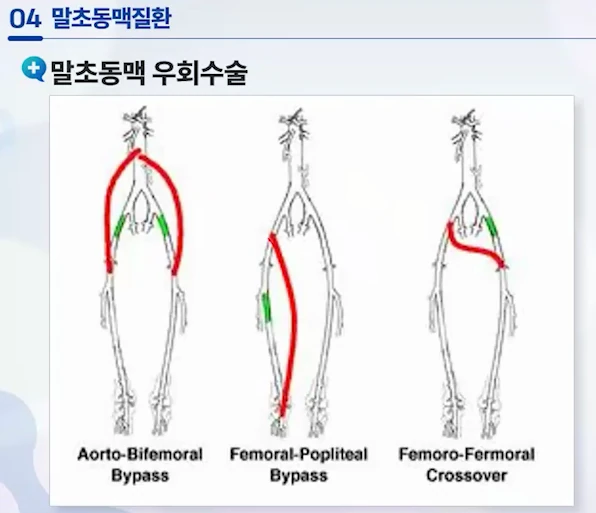 04 말초동맥질환
말초동맥 우회수술
Aorto-Bifemoral
Bypass
Femoral-Popliteal
Bypass
Femoro-Fermoral
Crossover